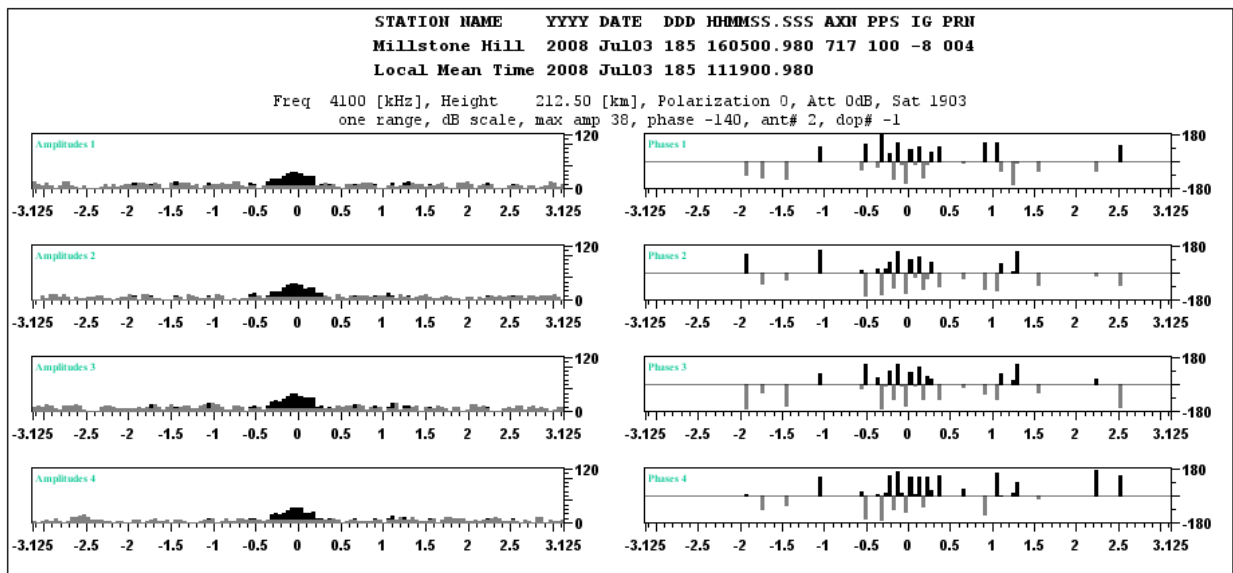 STATION NAME YYYY DATE DDD HHMMSS.SSS AXN PPS IG PRN
Millstone Hill 2008 Jul03 185 160500.980 717 100 -8 004
Local Mean Time 2008 Jul03 185 111900.980
Freq 4100 [kHz], Height 212.50 [km], Polarization 0, Att 0dB, Sat 1903
one range, dB scale, max amp 38, phase -140, ant# 2, dop# -1
Amplitudes 1 120 Phases 1 180
0 -180
-3.125 -2.5 -2 -1.5 -1 -0.5 0 0.5 1 1.5 2 2.5 3.125 -3.125 -2.5 -2 -1.5 -1 -0.5 0 0.5 1 1.5 2 2.5 3.125
Amplitudes 2 120 Phases 2 180
0 -180
-3.125 -2.5 -2 -1.5 -1 -0.5 0 0.5 1 1.5 2 2.5 3.125 -3.125 -2.5 -2 -1.5 -1 -0.5 0 0.5 1 1.5 2 2.5 3.125
Amplitudes 3 120 Phases 3 180
0 -180
-3.125 -2.5 -2 -1.5 -1 -0.5 0 0.5 1 1.5 2 2.5 3.125 -3.125 -2.5 -2 -1.5 -1 -0.5 0 0.5 1 1.5 2 2.5 3.125
Amplitudes 4 120 Phases 4 180
0 -180
-3.125 -2.5 -2 -1.5 -1 -0.5 0 0.5 1 1.5 2 2.5 3.125 -3.125 -2.5 -2 -1.5 -1 -0.5 0 0.5 1 1.5 2 2.5 3.125